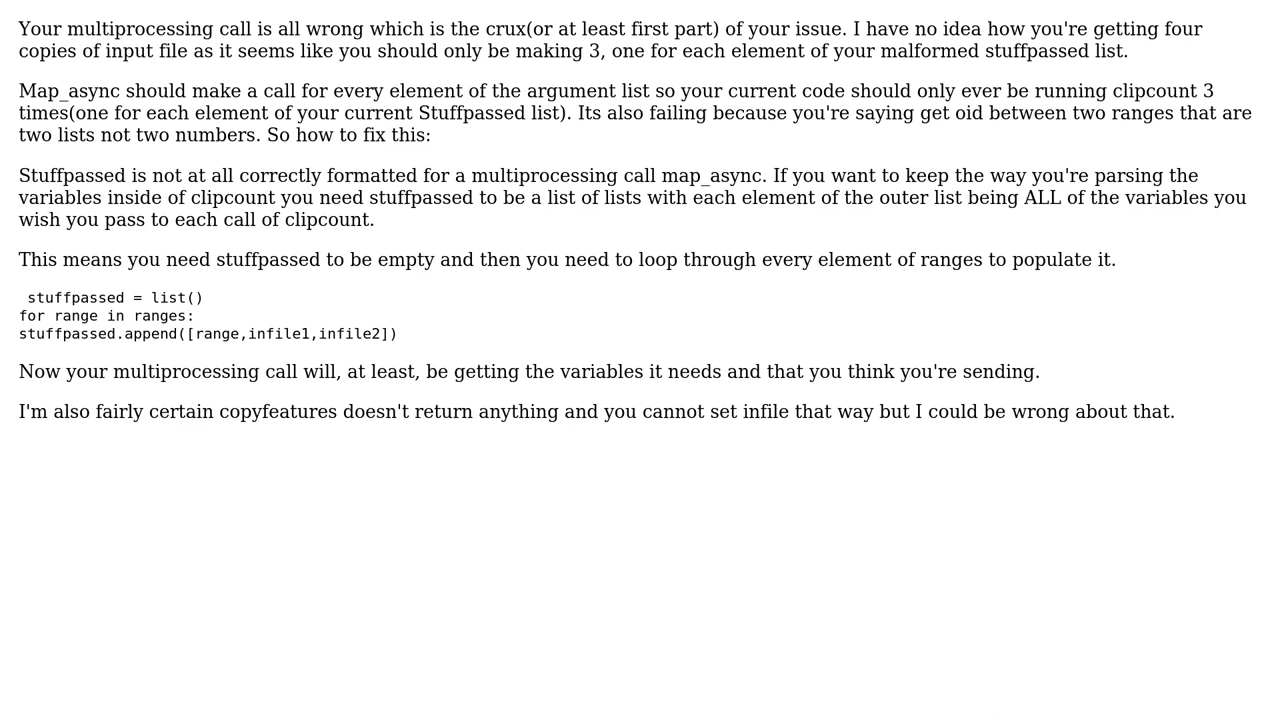 Your multiprocessing call is all wrong which is the crux(or at least first part) of your issue. I have no idea how you're getting four
copies of input file as it seems like you should only be making 3, one for each element of your malformed stuffpassed list.
Map_async should make a call for every element of the argument list so your current code should only ever be running clipcount 3
times(one for each element of your current Stuffpassed list). Its also failing because you're saying get oid between two ranges that are
two lists not two numbers. So how to fix this:
Stuffpassed is not at all correctly formatted for a multiprocessing call map_async. If you want to keep the way you're parsing the
variables inside of clipcount you need stuffpassed to be a list of lists with each element of the outer list being ALL of the variables you
wish you pass to each call of clipcount.
This means you need stuffpassed to be empty and then you need to loop through every element of ranges to populate it.
stuffpassed = list()
for range in ranges:
stuffpassed.append([range,infile1,infile2])
Now your multiprocessing call will, at least, be getting the variables it needs and that you think you're sending.
I'm also fairly certain copyfeatures doesn't return anything and you cannot set infile that way but I could be wrong about that.